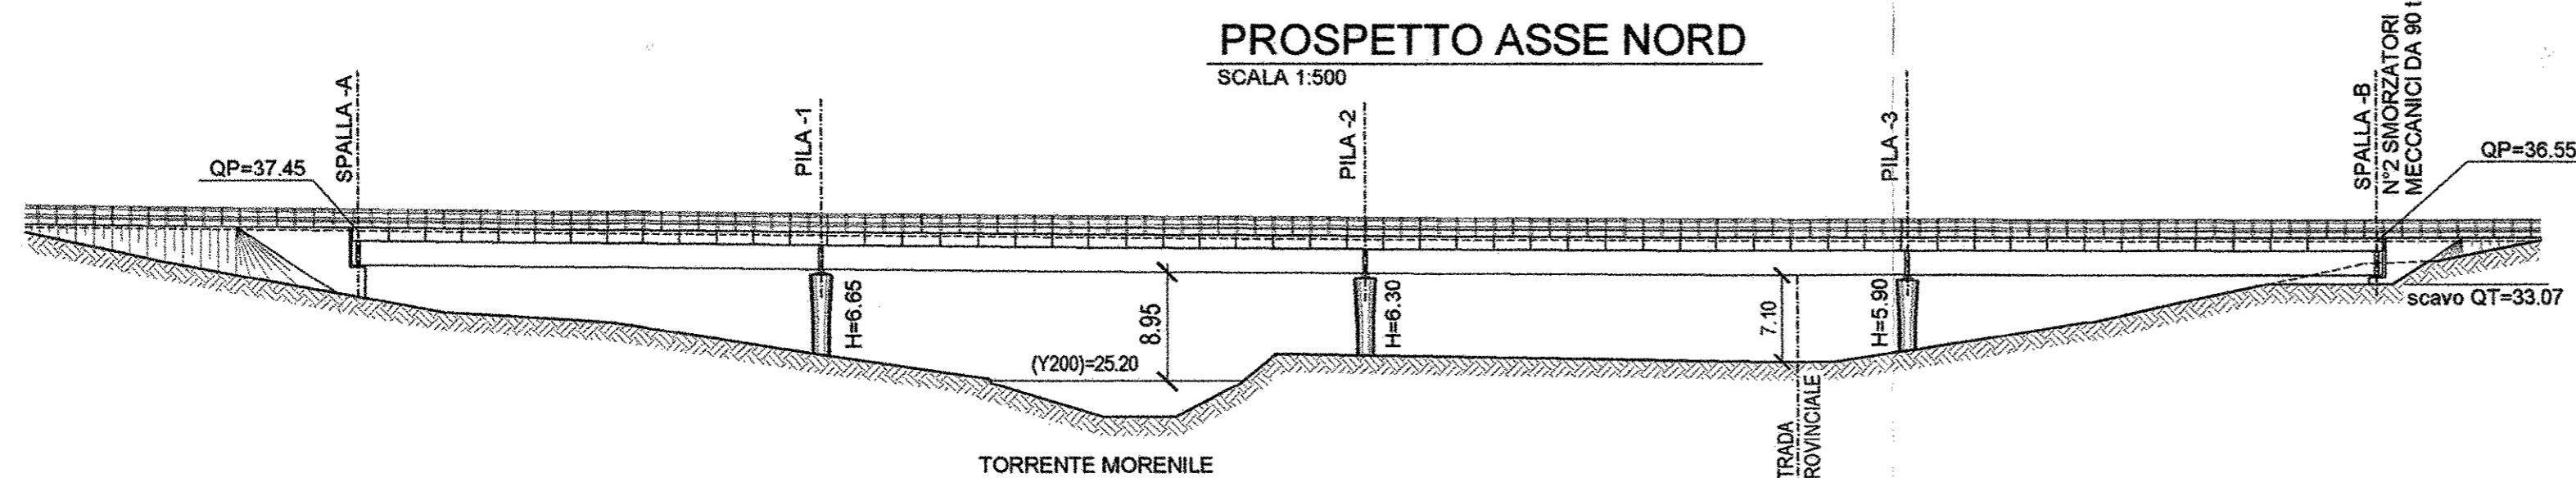 PROSPETTO ASSE NORD
SCALA 1:500
SPALLA -A
PILA -1
PILA -2
PILA -3
SPALLA -B
N°2 SMORZATORI
MECCANICI DA 90 t
QP=37.45
QP=36.55
H=6.65
8.95
H=6.30
7.10
H=5.90
scavo QT=33.07
(Y200)=25.20
TORRENTE MORENILE
TRADA
ROVINCIALE